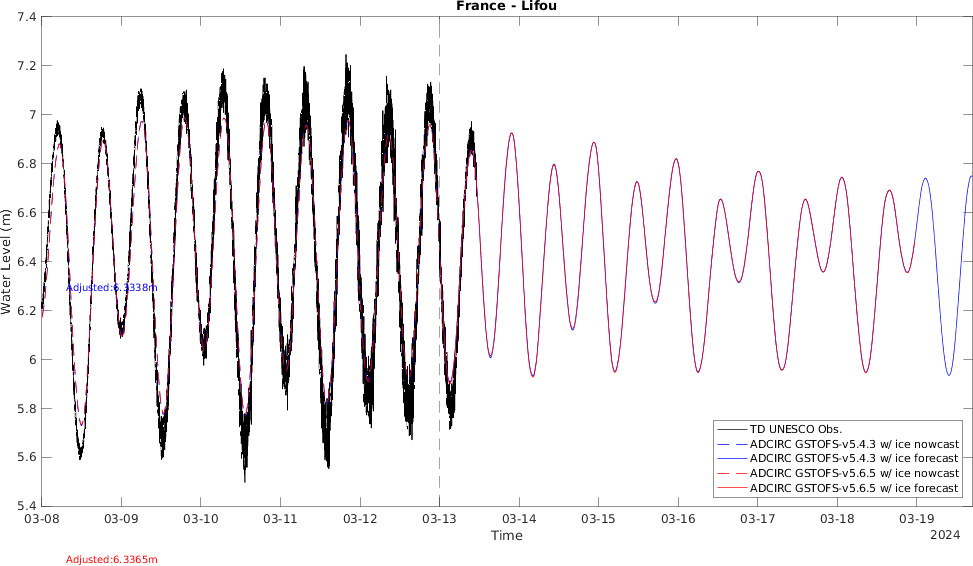 France - Lifou
7.4
7.2
7
6.8
6.6
6.4
6.2
6
5.8
5.6
5.4
Water Level (m)
Adjusted:6.3338m
TD UNESCO Obs.
ADCIRC GSTOFS-v5.4.3 w/ ice nowcast
ADCIRC GSTOFS-v5.4.3 w/ ice forecast
ADCIRC GSTOFS-v5.6.5 w/ ice nowcast
ADCIRC GSTOFS-v5.6.5 w/ ice forecast
03-08 03-09 03-10 03-11 03-12 03-13 03-14 03-15 03-16 03-17 03-18 03-19
Time
2024
Adjusted:6.3365m